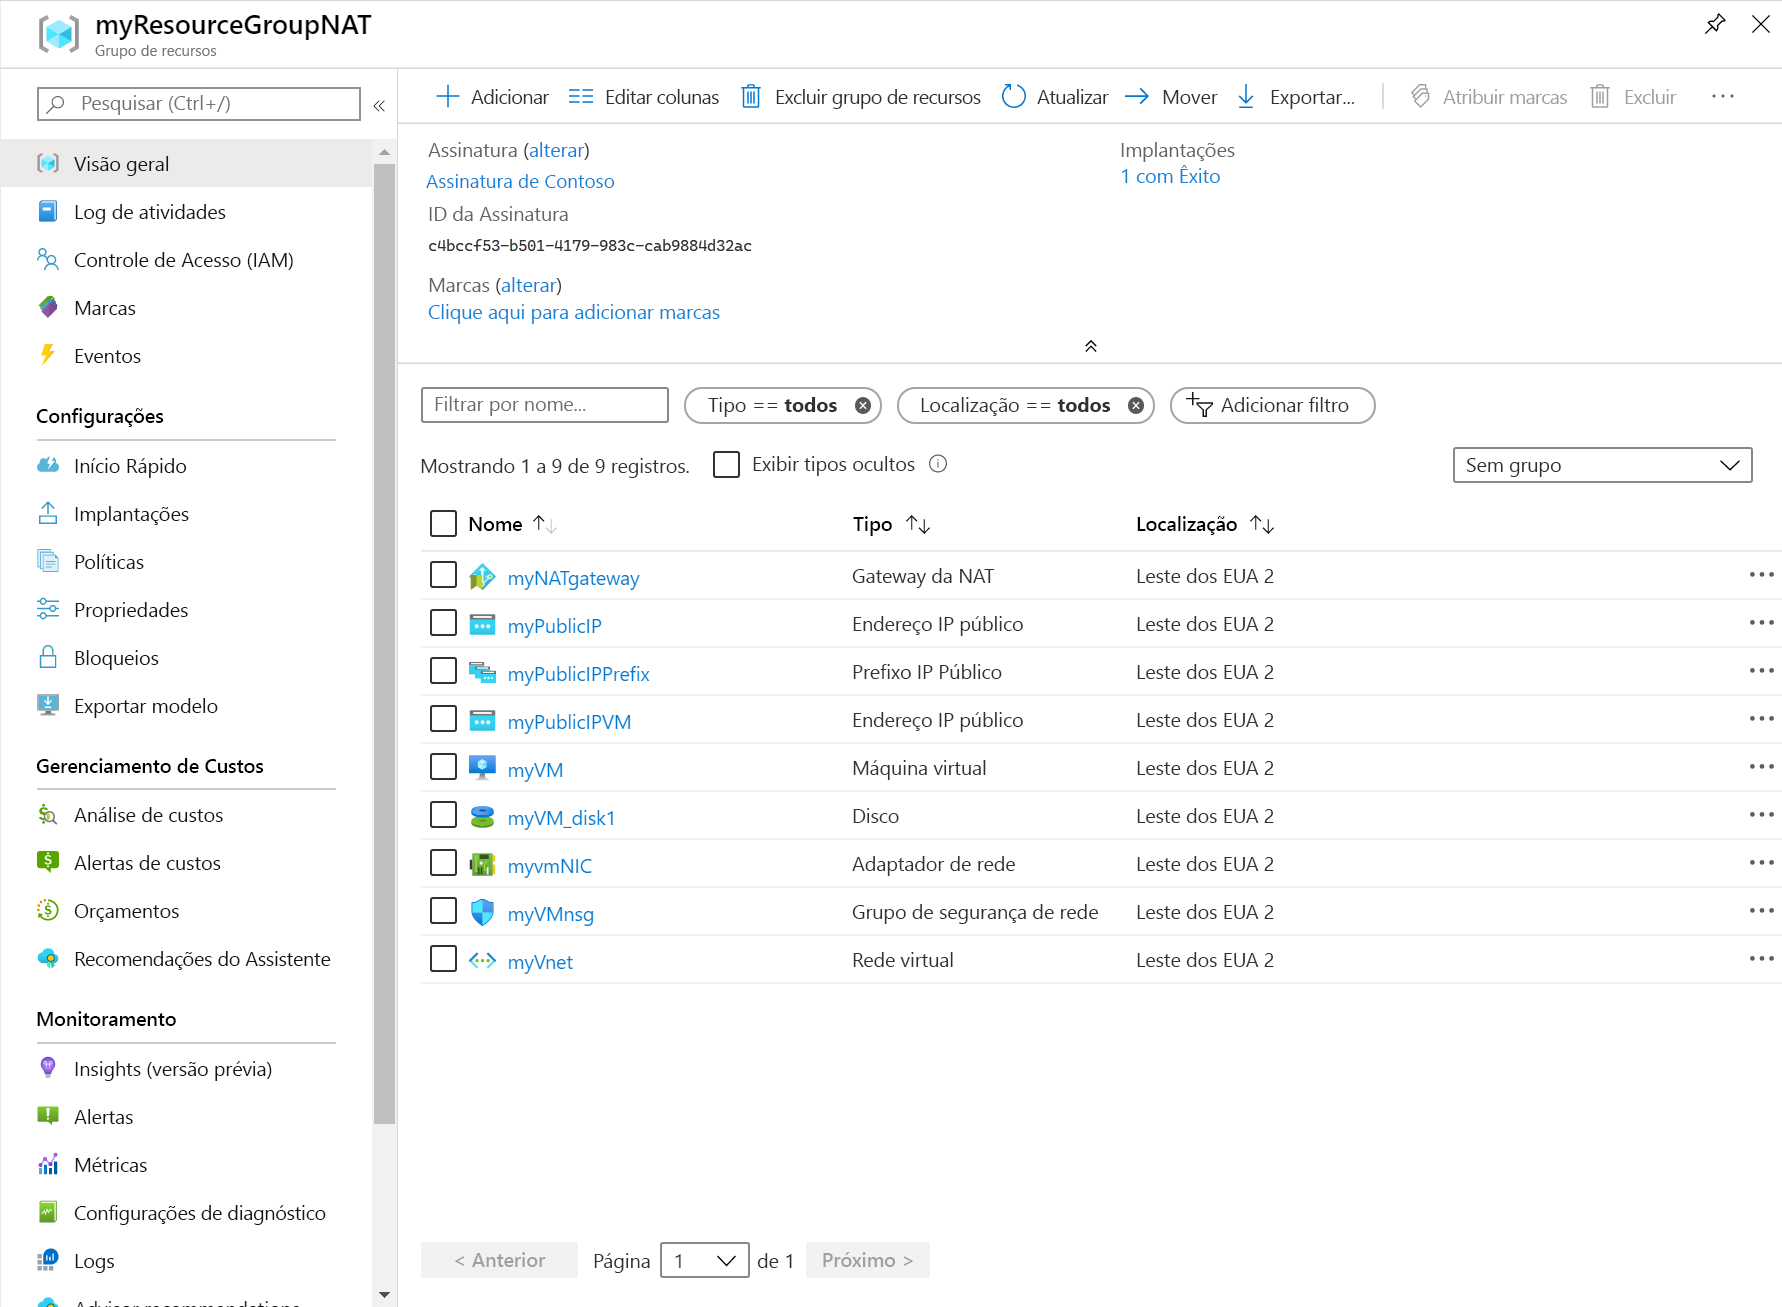 myResourceGroupNAT
Grupo de recursos
Pesquisar (Ctrl+/)
«
Visão geral
Log de atividades
Controle de Acesso (IAM)
Marcas
Eventos
Configurações
Início Rápido
Implantações
Políticas
Propriedades
Bloqueios
Exportar modelo
Gerenciamento de Custos
Análise de custos
Alertas de custos
Orçamentos
Recomendações do Assistente
Monitoramento
Insights (versão prévia)
Alertas
Métricas
Configurações de diagnóstico
Logs
Advisor recommendations
Adicionar Editar colunas Excluir grupo de recursos Atualizar Mover Exportar... Atribuir marcas Excluir ...
Assinatura (alterar)
Assinatura de Contoso
ID da Assinatura
c4bccf53-b501-4179-983c-cab9884d32ac
Marcas (alterar)
Clique aqui para adicionar marcas
Implantações
1 com Êxito
Filtrar por nome... Tipo == todos Localização == todos Adicionar filtro
Mostrando 1 a 9 de 9 registros. Exibir tipos ocultos Sem grupo
Nome Tipo Localização
myNATgateway Gateway da NAT Leste dos EUA 2
myPublicIP Endereço IP público Leste dos EUA 2
myPublicIPPrefix Prefixo IP Público Leste dos EUA 2
myPublicIPVM Endereço IP público Leste dos EUA 2
myVM Máquina virtual Leste dos EUA 2
myVM_disk1 Disco Leste dos EUA 2
myvmNIC Adaptador de rede Leste dos EUA 2
myVMnsg Grupo de segurança de rede Leste dos EUA 2
myVnet Rede virtual Leste dos EUA 2
< Anterior Página 1 de 1 Próximo >